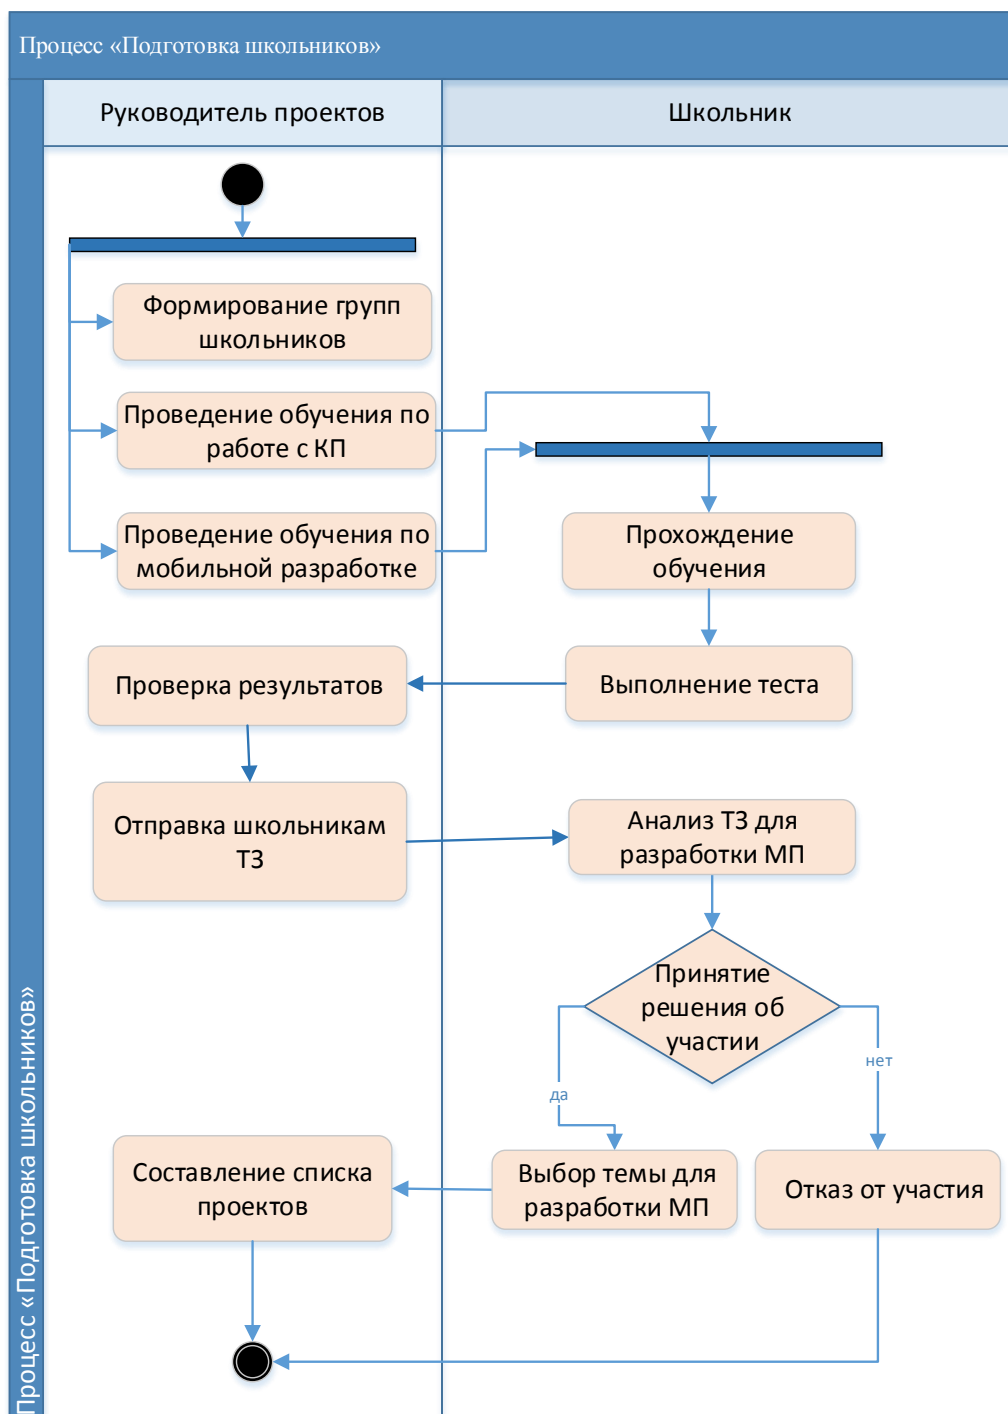 Процесс «Подготовка школьников»
Руководитель проектов
Школьник
Формирование групп
школьников
Проведение обучения по
работе с КП
Проведение обучения по
мобильной разработке
Прохождение
обучения
Проверка результатов
Выполнение теста
Отправка школьникам
ТЗ
Анализ ТЗ для
разработки МП
Принятие
решения об
участии
да
нет
Составление списка
проектов
Выбор темы для
разработки МП
Отказ от участия
Процесс «Подготовка школьников»